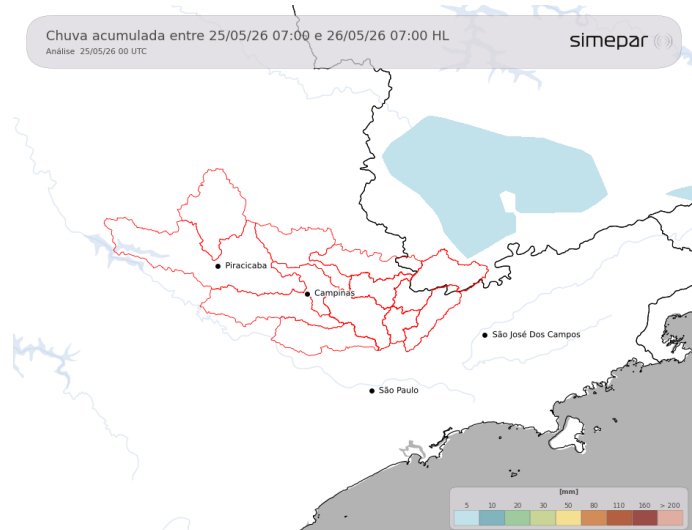 Chuva acumulada entre 25/05/26 07:00 e 26/05/26 07:00 HL
Análise 25/05/26 00 UTC
simepar
Piracicaba
Campinas
São José Dos Campos
São Paulo
[mm]
5 10 20 30 50 80 110 160 > 200